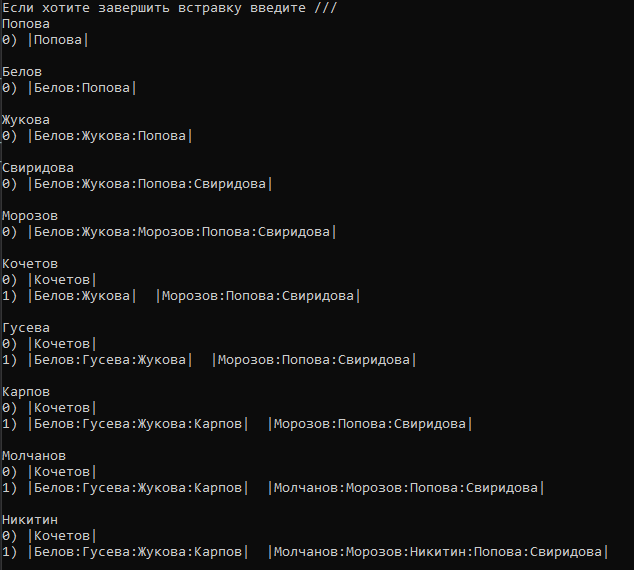 Если хотите завершить встравку введите ///
Попова
0) |Попова|
Белов
0) |Белов:Попова|
Жукова
0) |Белов:Жукова:Попова|
Свиридова
0) |Белов:Жукова:Попова:Свиридова|
Морозов
0) |Белов:Жукова:Морозов:Попова:Свиридова|
Кочетов
0) |Кочетов|
1) |Белов:Жукова|  |Морозов:Попова:Свиридова|
Гусева
0) |Кочетов|
1) |Белов:Гусева:Жукова|  |Морозов:Попова:Свиридова|
Карпов
0) |Кочетов|
1) |Белов:Гусева:Жукова:Карпов|  |Морозов:Попова:Свиридова|
Молчанов
0) |Кочетов|
1) |Белов:Гусева:Жукова:Карпов|  |Молчанов:Морозов:Попова:Свиридова|
Никитин
0) |Кочетов|
1) |Белов:Гусева:Жукова:Карпов|  |Молчанов:Морозов:Никитин:Попова:Свиридова|